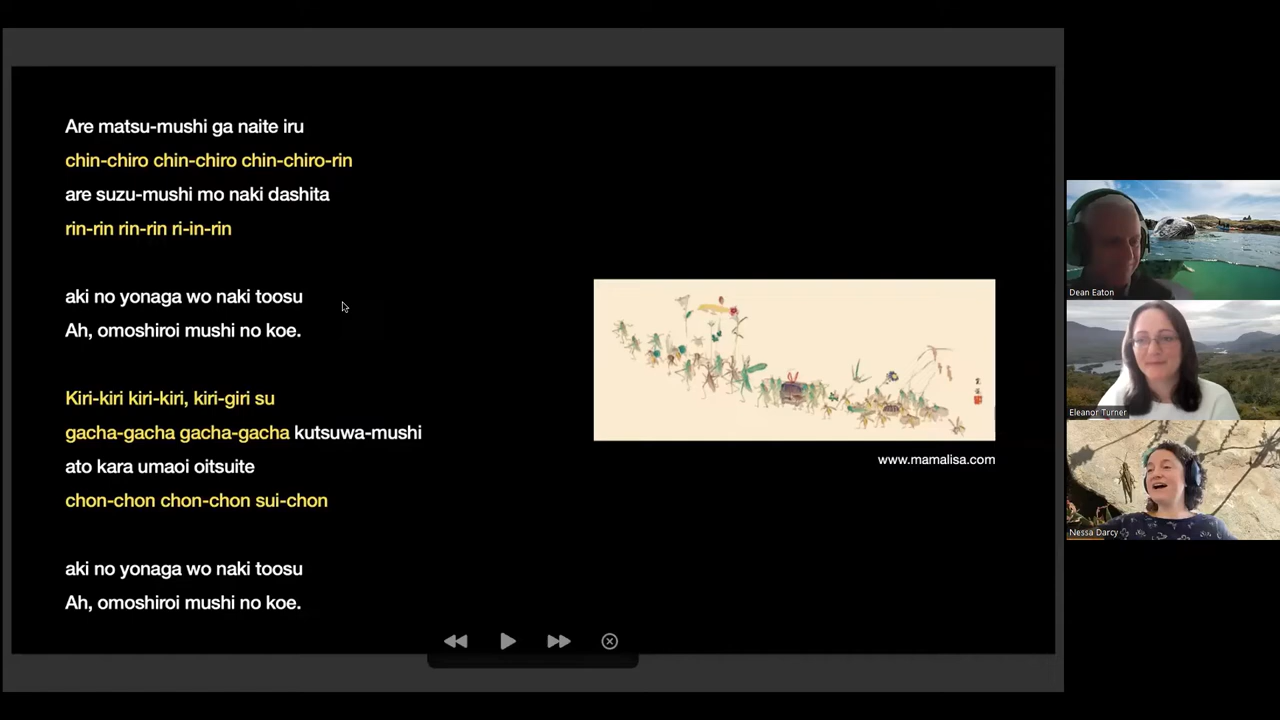 Are matsu-mushi ga naite iru
chin-chiro chin-chiro chin-chiro-rin
are suzu-mushi mo naki dashita
rin-rin rin-rin ri-in-rin
aki no yonaga wo naki toosu
Ah, omoshiroi mushi no koe.
Kiri-kiri kiri-kiri, kiri-giri su
gacha-gacha gacha-gacha kutsuwa-mushi
ato kara umaoi oitsuite
chon-chon chon-chon sui-chon
aki no yonaga wo naki toosu
Ah, omoshiroi mushi no koe.
www.mamalisa.com
Dean Eaton
Eleanor Turner
Nessa Darcy